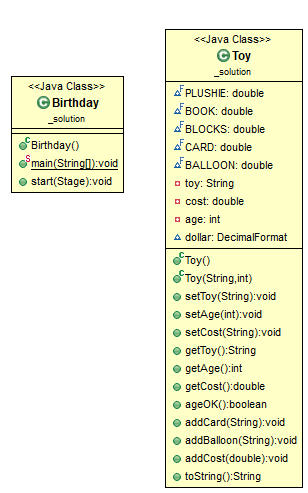 <<Java Class>>
Birthday
_solution
Birthday()
main(String[]):void
start(Stage):void
<<Java Class>>
Toy
_solution
PLUSHIE: double
BOOK: double
BLOCKS: double
CARD: double
BALLOON: double
toy: String
cost: double
age: int
dollar: DecimalFormat
Toy()
Toy(String,int)
setToy(String):void
setAge(int):void
setCost(String):void
getToy():String
getAge():int
getCost():double
ageOK():boolean
addCard(String):void
addBalloon(String):void
addCost(double):void
toString():String